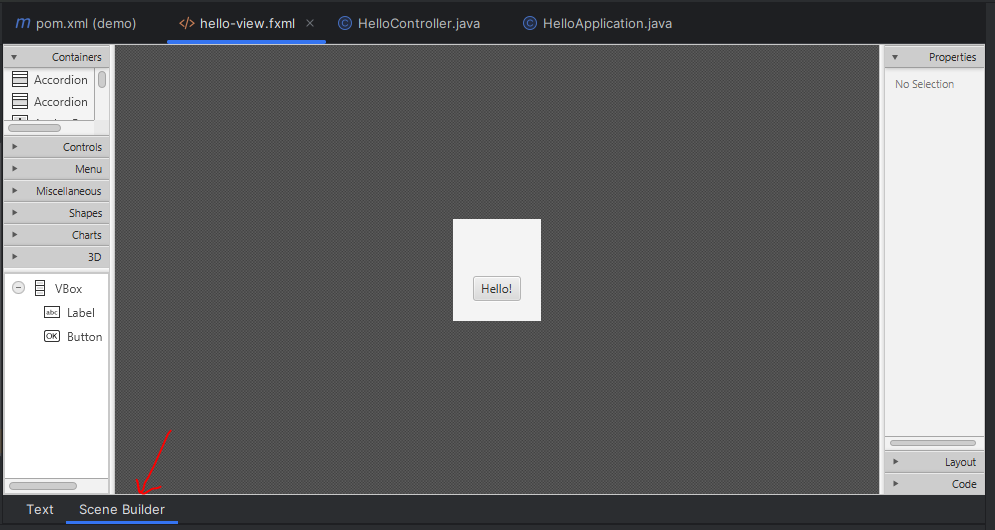 m pom.xml (demo)
</> hello-view.fxml ×
C HelloController.java
C HelloApplication.java
Containers
Accordion
Accordion
Controls
Menu
Miscellaneous
Shapes
Charts
3D
VBox
abc Label
OK Button
Hello!
Properties
No Selection
Layout
Code
Text
Scene Builder